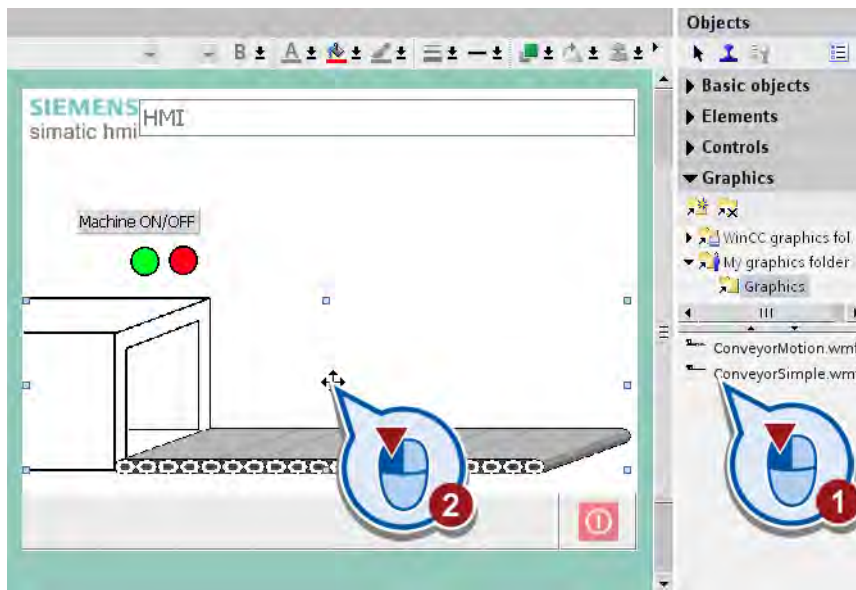 Objects
B
A
Basic objects
Elements
Controls
Graphics
WinCC graphics fol
My graphics folder
Graphics
ConveyorMotion.wmf
ConveyorSimple.wmf
SIEMENS
simatic hmi
HMI
Machine ON/OFF
2
1